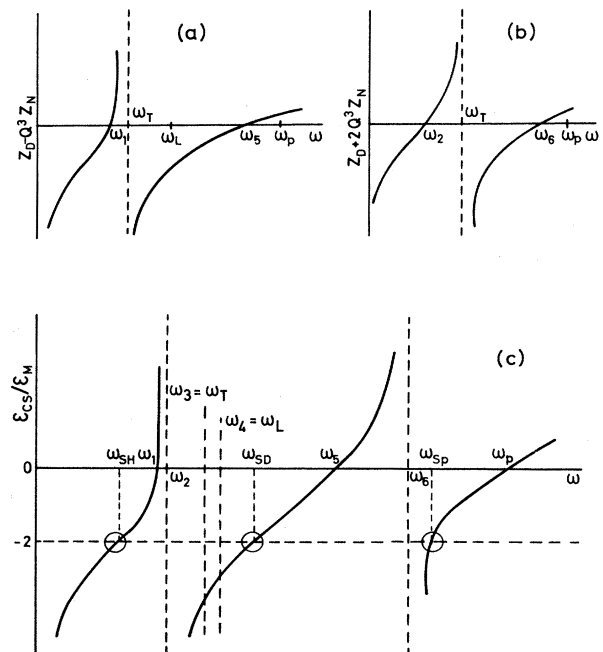 (a)
Z_D-Q³Z_N
ω_T
ω_1
ω_L
ω_5
ω_p
ω
(b)
Z_D+2Q³Z_N
ω_T
ω_2
ω_6
ω_p
ω
(c)
ε_CS/ε_M
ω_3=ω_T
ω_4=ω_L
ω_SH
ω_1
ω_SD
ω_5
ω_Sp
ω_p
0
ω_2
ω_6
ω
-2